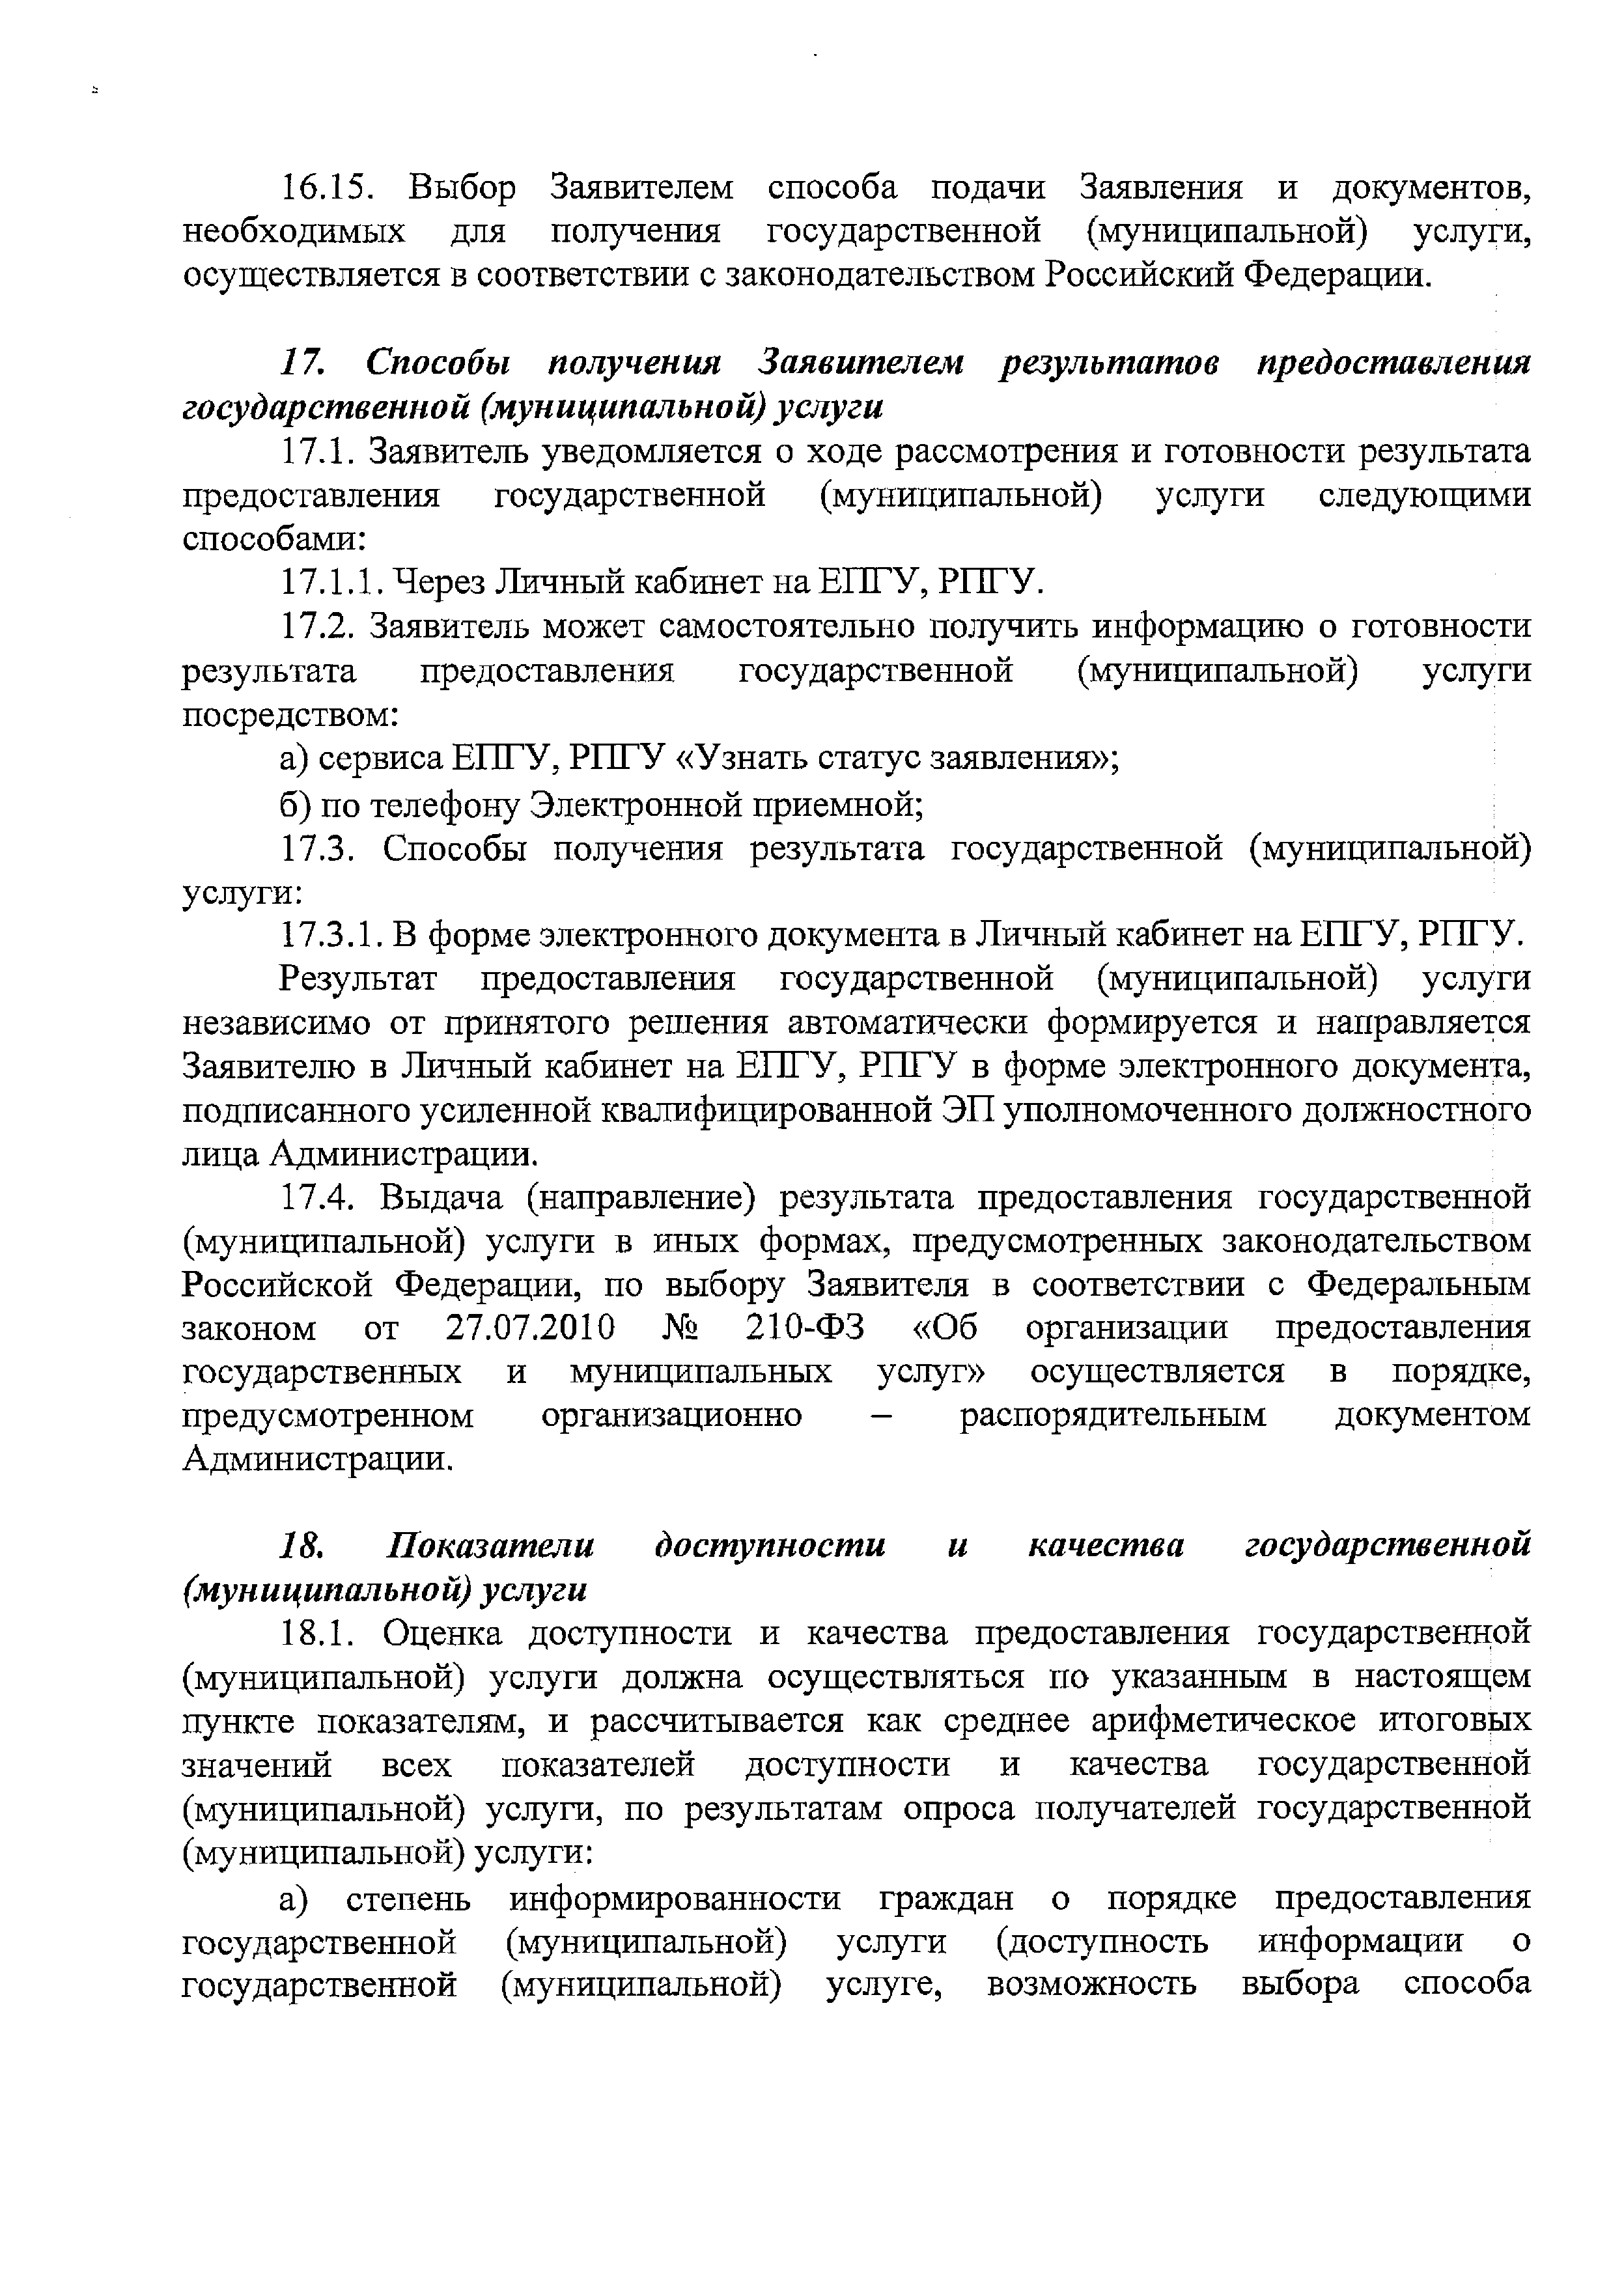 16.15. Выбор Заявителем способа подачи Заявления и документов,
необходимых для получения государственной (муниципальной) услуги,
осуществляется в соответствии с законодательством Российский Федерации.
17. Способы получения Заявителем результатов предоставления
государственной (муниципальной) услуги
17.1. Заявитель уведомляется о ходе рассмотрения и готовности результата
предоставления государственной (муниципальной) услуги следующими
способами:
17.1.1. Через Личный кабинет на ЕПГУ, РПГУ.
17.2. Заявитель может самостоятельно получить информацию о готовности
результата предоставления государственной (муниципальной) услуги
посредством:
а) сервиса ЕПГУ, РПГУ «Узнать статус заявления»;
б) по телефону Электронной приемной;
17.3. Способы получения результата государственной (муниципальной)
услуги:
17.3.1. В форме электронного документа в Личный кабинет на ЕПГУ, РПГУ.
Результат предоставления государственной (муниципальной) услуги
независимо от принятого решения автоматически формируется и направляется
Заявителю в Личный кабинет на ЕПГУ, РПГУ в форме электронного документа,
подписанного усиленной квалифицированной ЭП уполномоченного должностного
лица Администрации.
17.4. Выдача (направление) результата предоставления государственной
(муниципальной) услуги в иных формах, предусмотренных законодательством
Российской Федерации, по выбору Заявителя в соответствии с Федеральным
законом от 27.07.2010 № 210-ФЗ «Об организации предоставления
государственных и муниципальных услуг» осуществляется в порядке,
предусмотренном организационно – распорядительным документом
Администрации.
18. Показатели доступности и качества государственной
(муниципальной) услуги
18.1. Оценка доступности и качества предоставления государственной
(муниципальной) услуги должна осуществляться по указанным в настоящем
пункте показателям, и рассчитывается как среднее арифметическое итоговых
значений всех показателей доступности и качества государственной
(муниципальной) услуги, по результатам опроса получателей государственной
(муниципальной) услуги:
а) степень информированности граждан о порядке предоставления
государственной (муниципальной) услуги (доступность информации о
государственной (муниципальной) услуге, возможность выбора способа